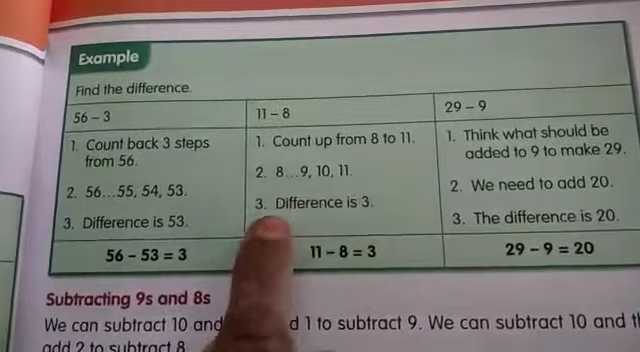 Example
Find the difference.
56 – 3
1. Count back 3 steps
from 56.
2. 56...55, 54, 53.
3. Difference is 53.
56 – 53 = 3
11 – 8
1. Count up from 8 to 11.
2. 8...9, 10, 11.
3. Difference is 3.
11 – 8 = 3
29 – 9
1. Think what should be
added to 9 to make 29.
2. We need to add 20.
3. The difference is 20.
29 – 9 = 20
Subtracting 9s and 8s
We can subtract 10 and 1 to subtract 9. We can subtract 10 and
add 2 to subtract 8